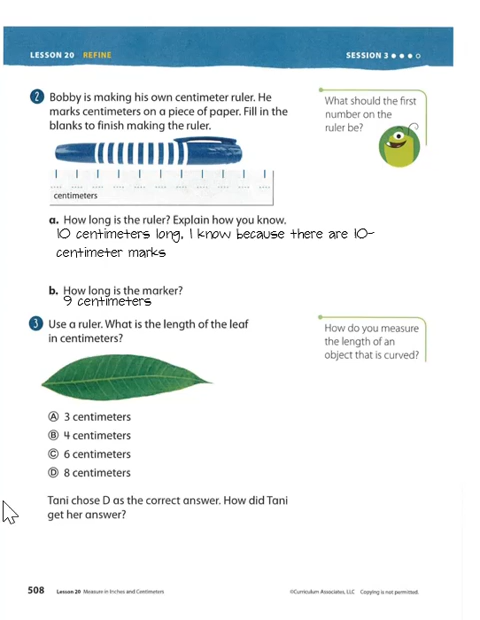 LESSON 20 REFINE
SESSION 3
2 Bobby is making his own centimeter ruler. He
marks centimeters on a piece of paper. Fill in the
blanks to finish making the ruler.
What should the first
number on the
ruler be?
centimeters
a. How long is the ruler? Explain how you know.
10 centimeters long. I know because there are 10-
centimeter marks
b. How long is the marker?
9 centimeters
3 Use a ruler. What is the length of the leaf
in centimeters?
How do you measure
the length of an
object that is curved?
A 3 centimeters
B 4 centimeters
C 6 centimeters
D 8 centimeters
Tani chose D as the correct answer. How did Tani
get her answer?
508 Lesson 20 Measure in Inches and Centimeters
©Curriculum Associates, LLC Copying is not permitted.